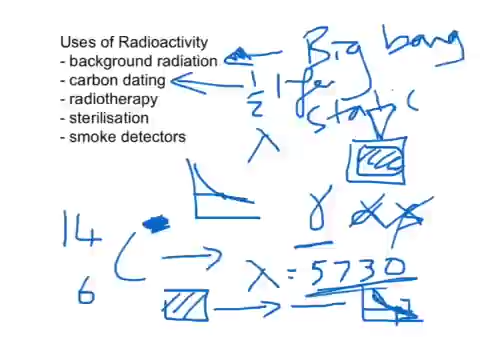 Uses of Radioactivity
- background radiation
- carbon dating
- radiotherapy
- sterilisation
- smoke detectors
Big bang
1/2 life
static
λ
γ α β
14
C
6
λ = 5730